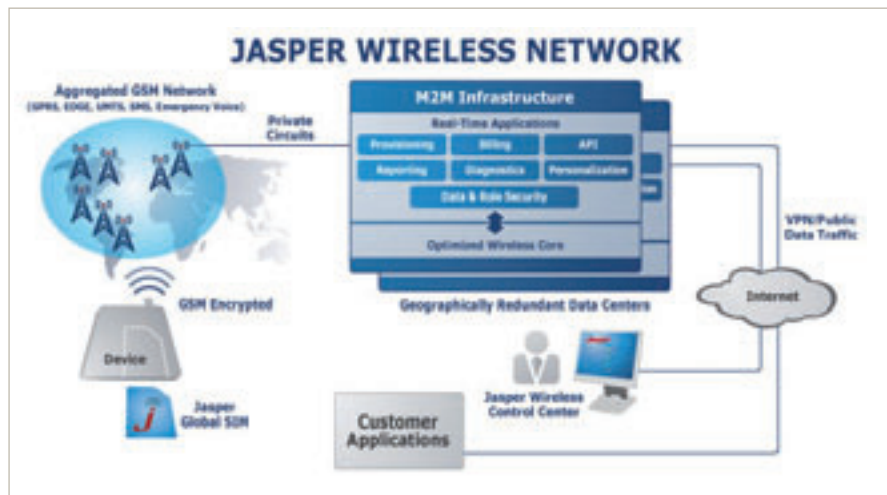 JASPER WIRELESS NETWORK
Aggregated GSM Network
(GPRS, EDGE, UMTS, SMS, Emergency Voice)
Private
Circuits
M2M Infrastructure
Real-Time Applications
Provisioning
Billing
API
Reporting
Diagnostics
Personalization
Data & Role Security
Optimized Wireless Core
Geographically Redundant Data Centers
VPN/Public
Data Traffic
Internet
GSM Encrypted
Device
Jasper
Global SIM
J
Jasper Wireless
Control Center
Customer
Applications